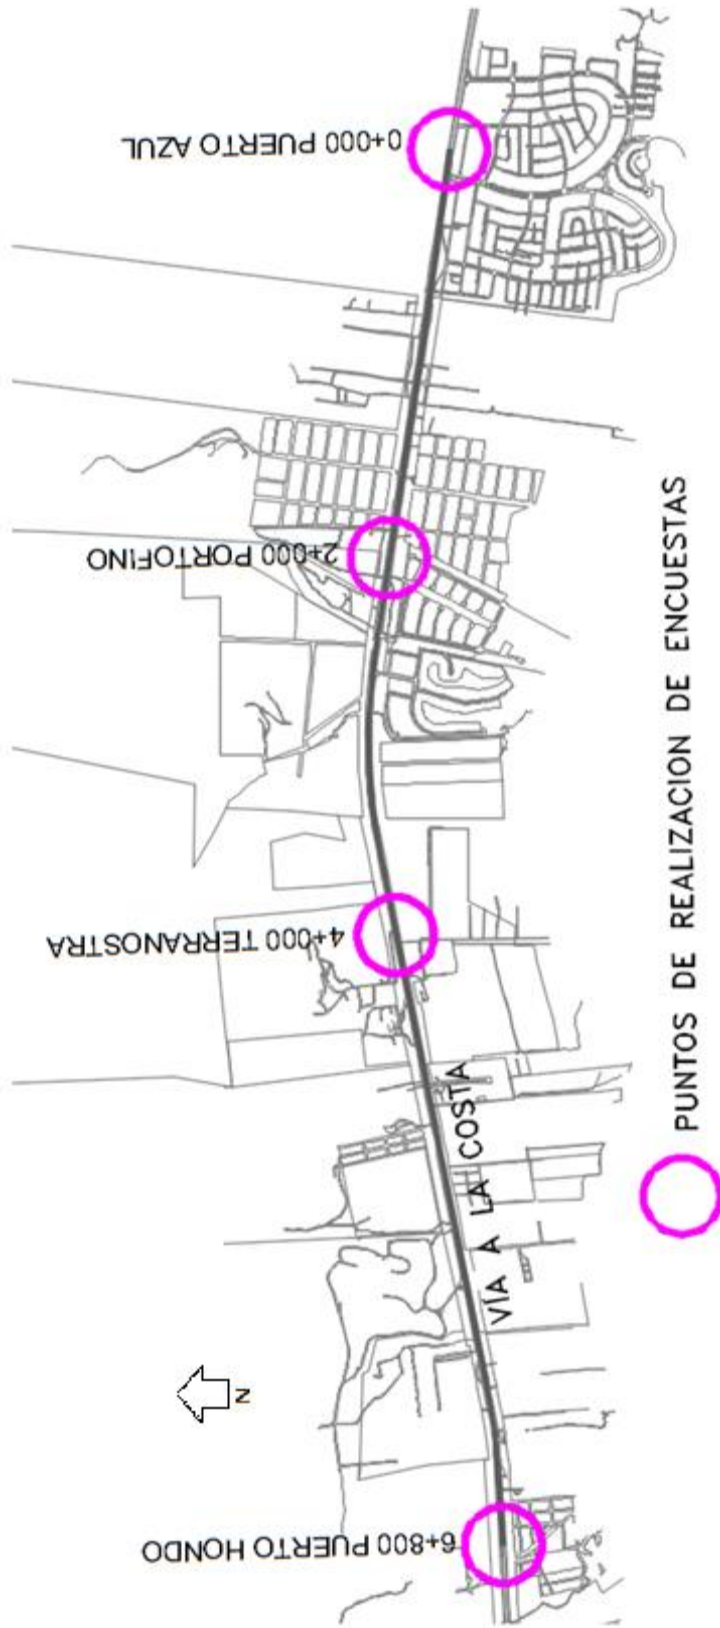 0+000 PUERTO AZUL
2+000 PORTOFINO
4+000 TERRANOSTRA
VÍA A LA COSTA
N
6+800 PUERTO HONDO
PUNTOS DE REALIZACION DE ENCUESTAS